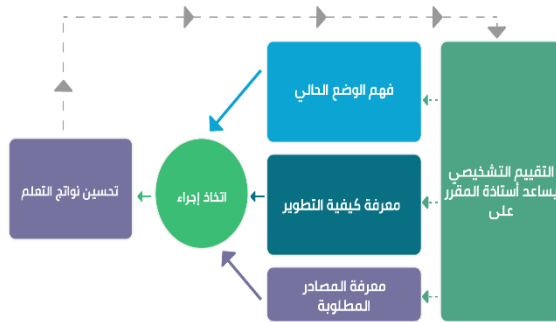 التقييم التشخيصي
يساعد أستاذة المقرر
على
فهم الوضع الحالي
معرفة كيفية التطوير
معرفة المصادر
المطلوبة
اتخاذ إجراء
تحسين نواتج التعلم